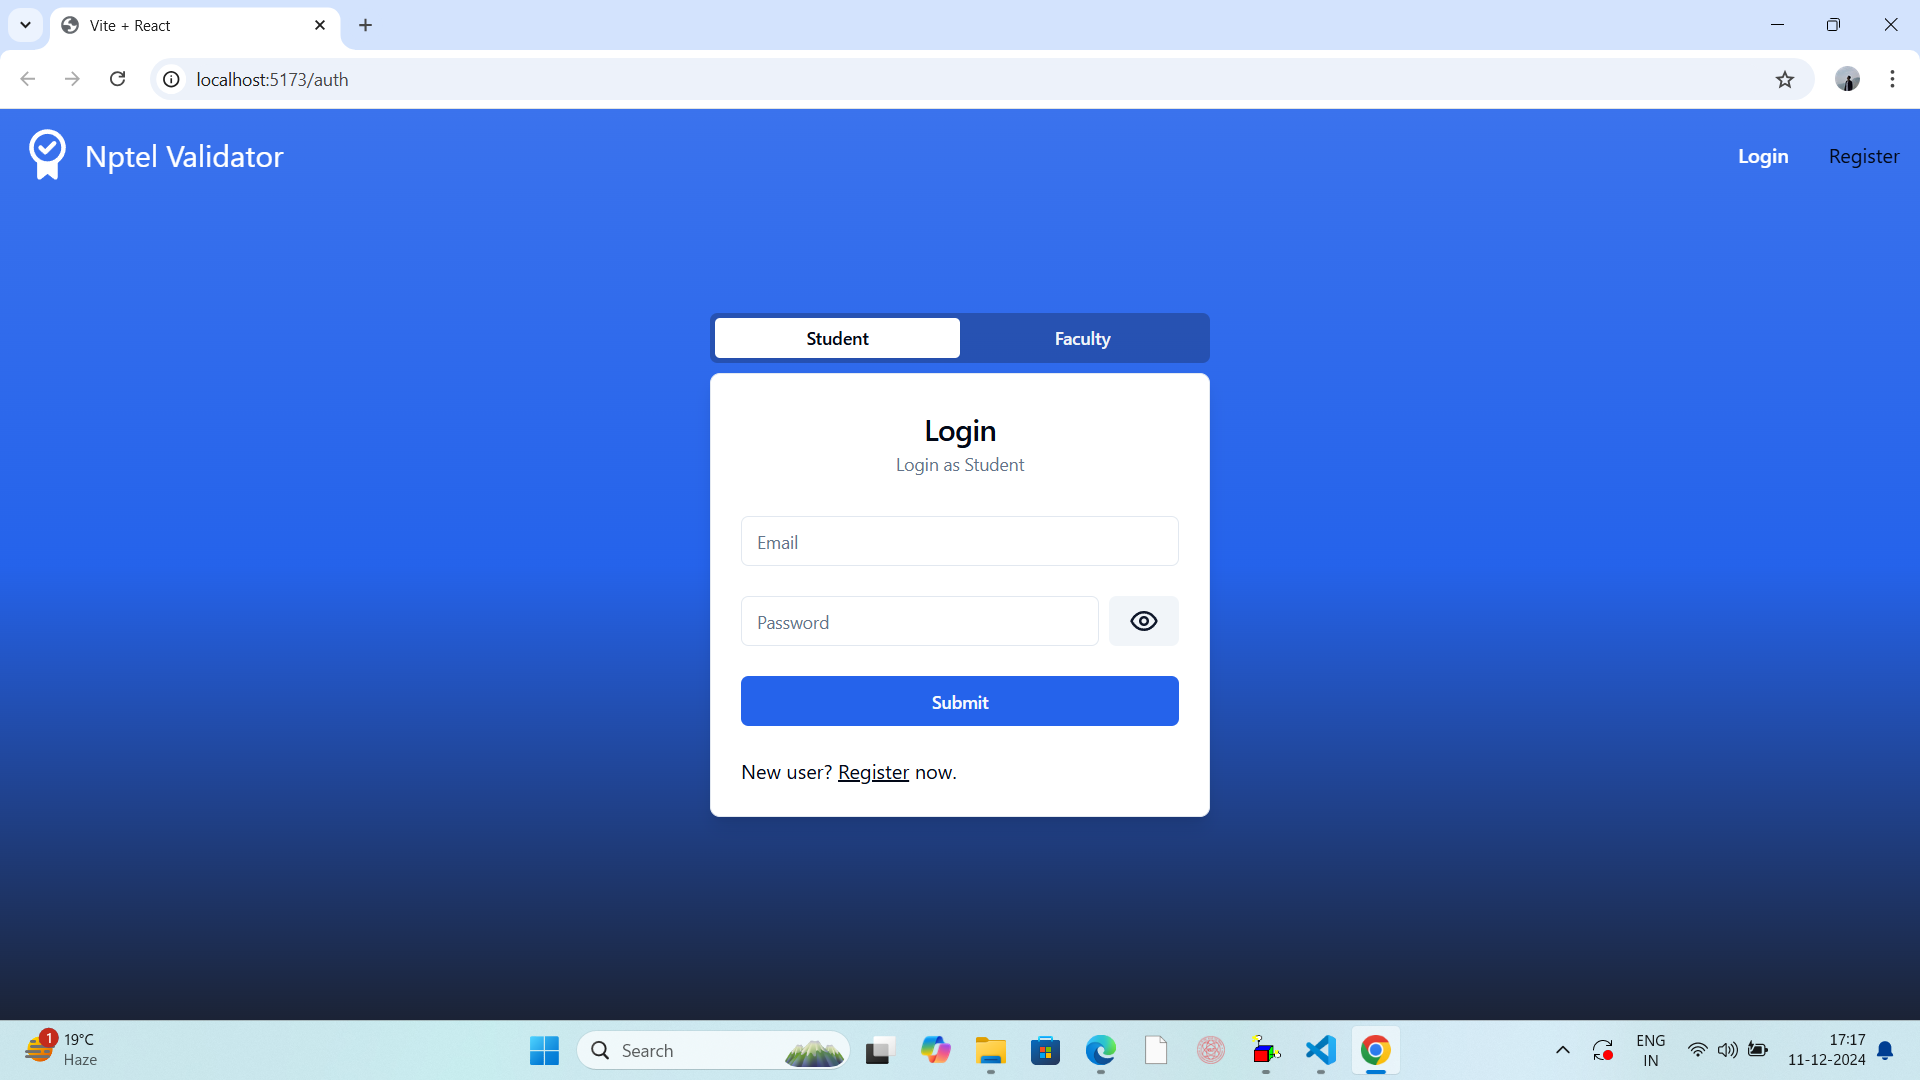 Vite + React
localhost:5173/auth
Nptel Validator
Login
Register
Student
Faculty
Login
Login as Student
Email
Password
Submit
New user? Register now.
1
19°C
Haze
Search
ENG
IN
17:17
11-12-2024